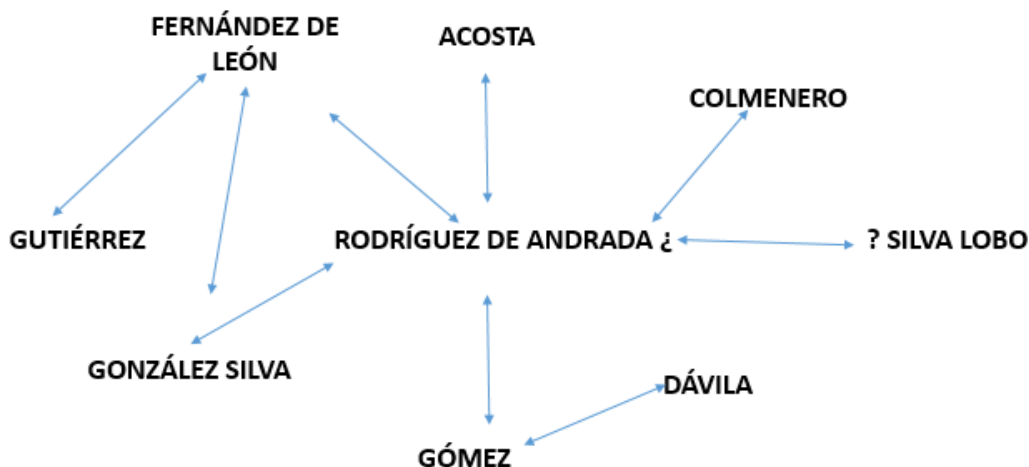 FERNÁNDEZ DE
LEÓN
ACOSTA
COLMENERO
GUTIÉRREZ
RODRÍGUEZ DE ANDRADA ¿
? SILVA LOBO
GONZÁLEZ SILVA
DÁVILA
GÓMEZ